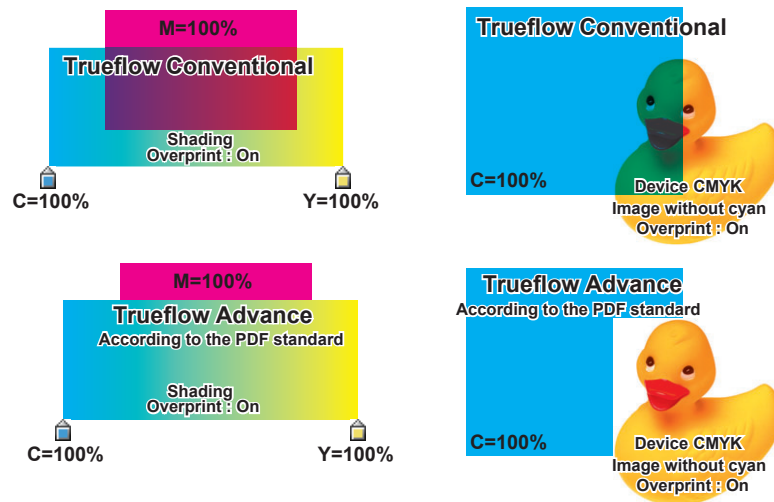 M=100%
Trueflow Conventional
Shading
Overprint : On
C=100%
Y=100%
Trueflow Conventional
C=100%
Device CMYK
Image without cyan
Overprint : On
M=100%
Trueflow Advance
According to the PDF standard
Shading
Overprint : On
C=100%
Y=100%
Trueflow Advance
According to the PDF standard
C=100%
Device CMYK
Image without cyan
Overprint : On